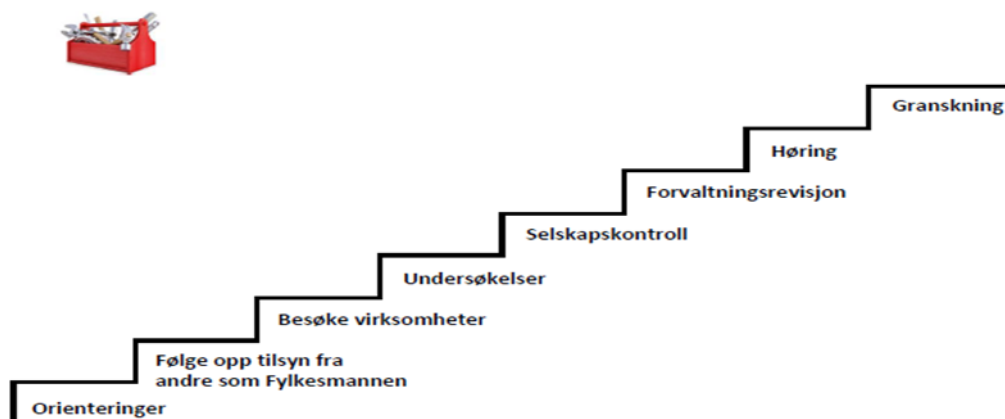 Granskning
Høring
Forvaltningsrevisjon
Selskapskontroll
Undersøkelser
Besøke virksomheter
Følge opp tilsyn fra
andre som Fylkesmannen
Orienteringer